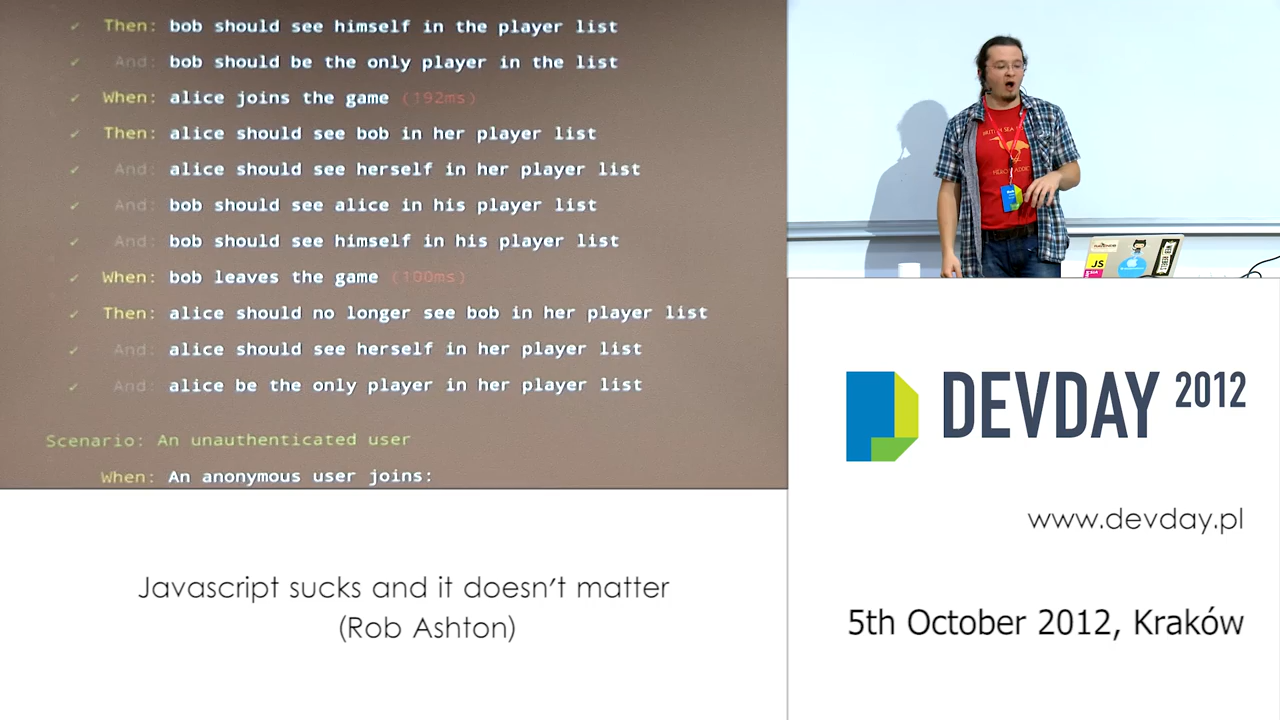 ✓ Then: bob should see himself in the player list
✓ And: bob should be the only player in the list
✓ When: alice joins the game (192ms)
✓ Then: alice should see bob in her player list
✓ And: alice should see herself in her player list
✓ And: bob should see alice in his player list
✓ And: bob should see himself in his player list
✓ When: bob leaves the game (100ms)
✓ Then: alice should no longer see bob in her player list
✓ And: alice should see herself in her player list
✓ And: alice be the only player in her player list
Scenario: An unauthenticated user
When: An anonymous user joins:
BRITISH SEA
JS
DEVDAY 2012
www.devday.pl
5th October 2012, Kraków
Javascript sucks and it doesn't matter
(Rob Ashton)